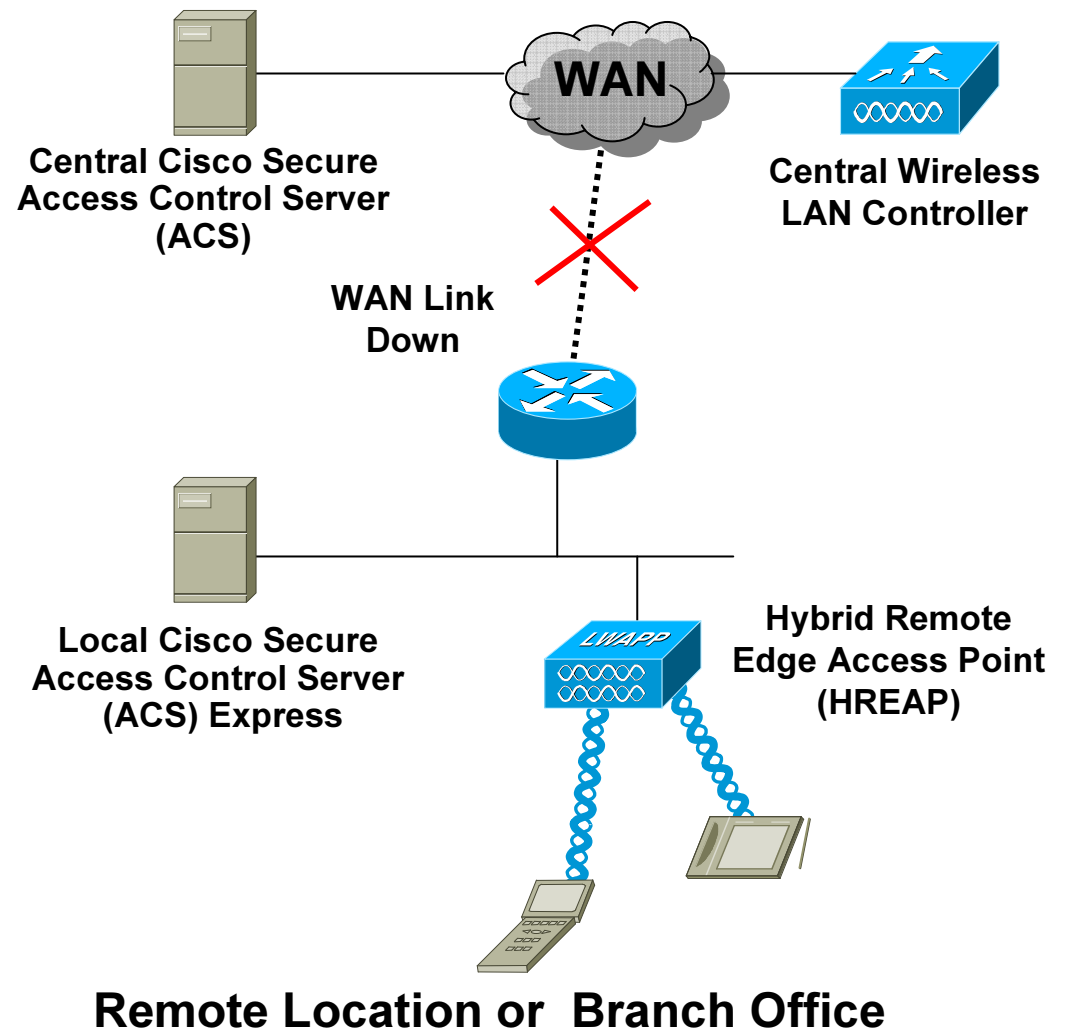 WAN
Central Cisco Secure
Access Control Server
(ACS)
Central Wireless
LAN Controller
WAN Link
Down
Local Cisco Secure
Access Control Server
(ACS) Express
LWAPP
Hybrid Remote
Edge Access Point
(HREAP)
Remote Location or  Branch Office